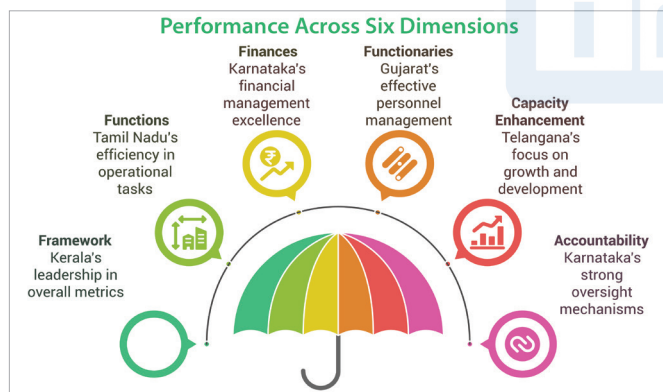 Performance Across Six Dimensions
Finances
Karnataka's
financial
management
excellence
Functionaries
Gujarat's
effective
personnel
management
Functions
Tamil Nadu's
efficiency in
operational
tasks
Capacity
Enhancement
Telangana's
focus on
growth and
development
Framework
Kerala's
leadership in
overall metrics
Accountability
Karnataka's
strong
oversight
mechanisms